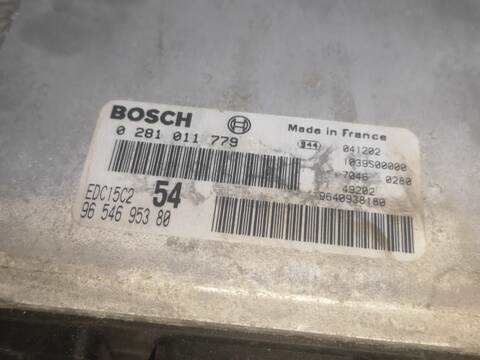 BOSCH
0 281 011 779
EDC15C2 54
96 546 953 80
Made in France
044 041202
1039S00000
7046 0280
49202
9640938180